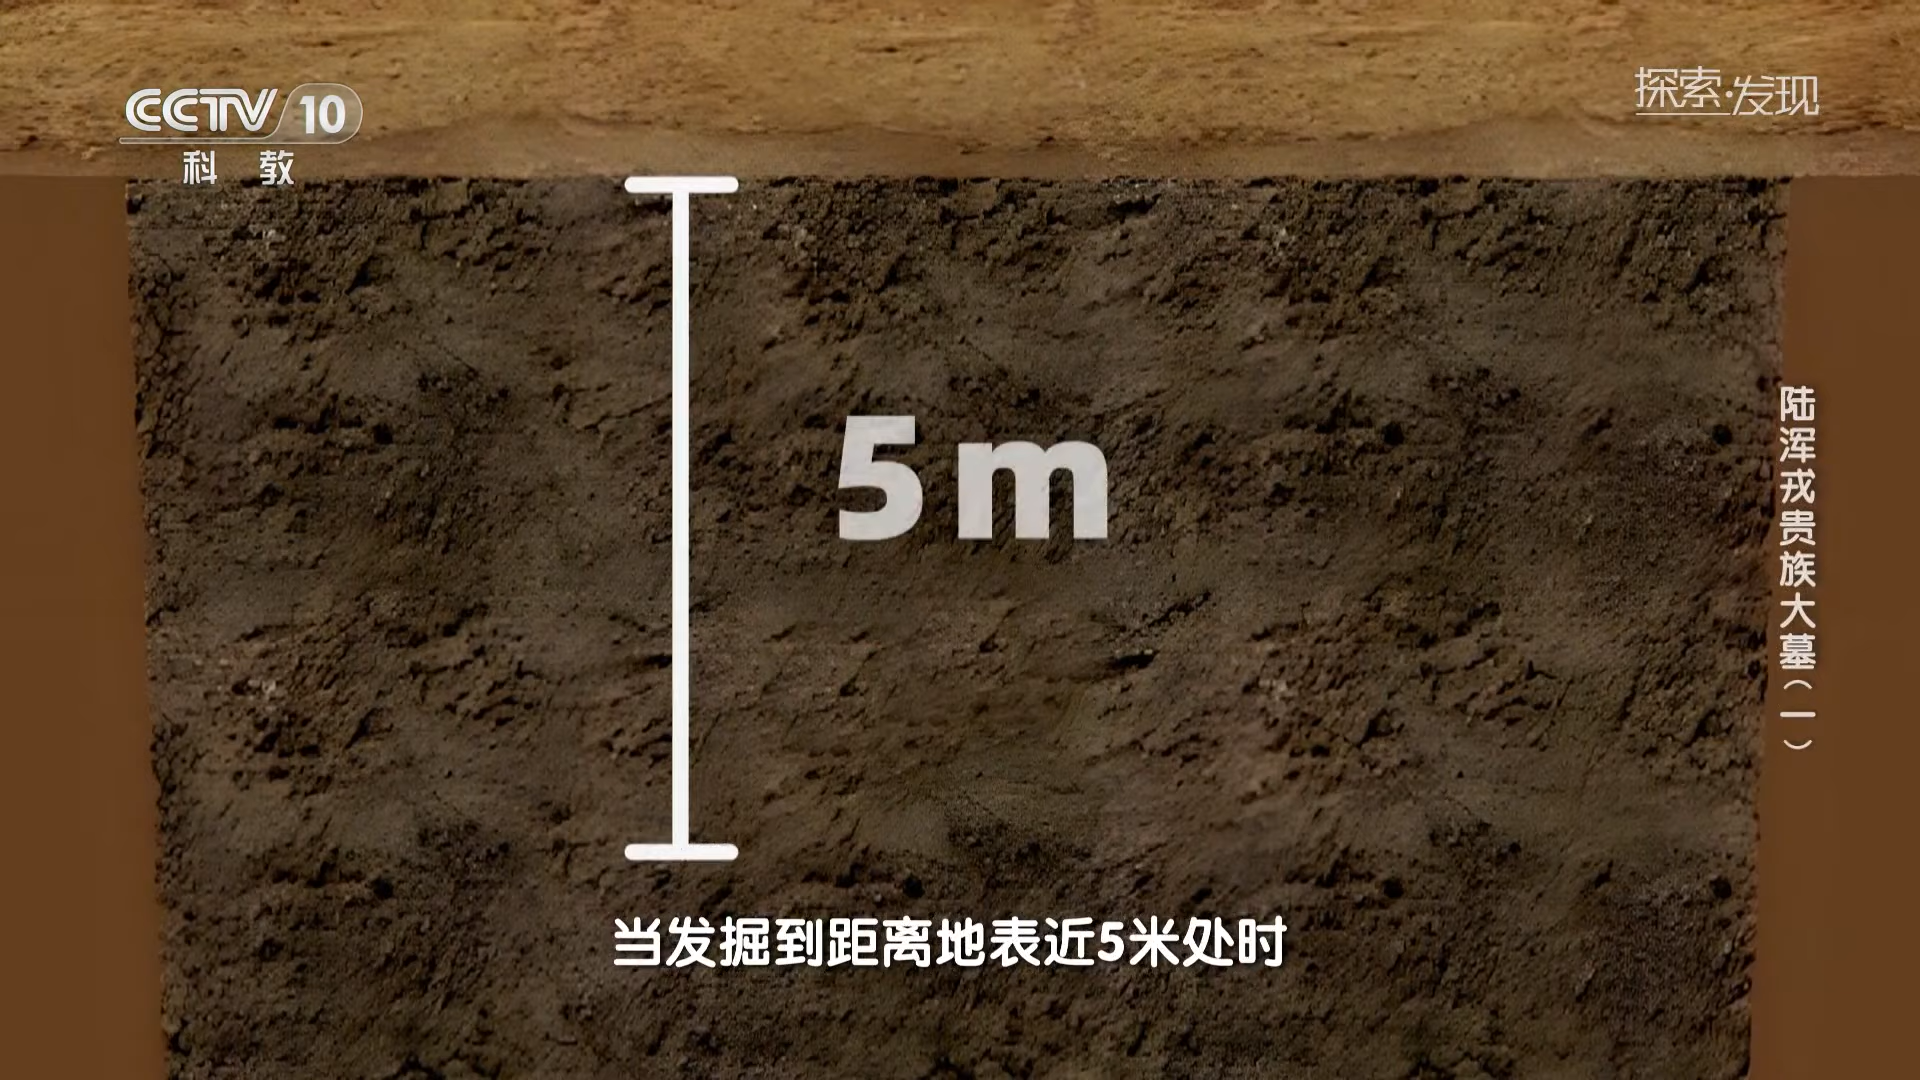 CCTV 10
科 教
探索·发现
5m
陆浑戎贵族大墓（一）
当发掘到距离地表近5米处时